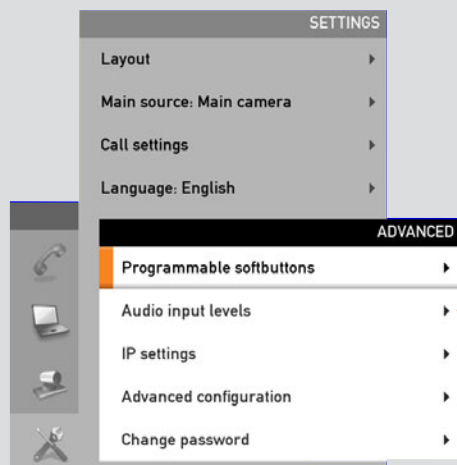 SETTINGS
Layout
Main source: Main camera
Call settings
Language: English
ADVANCED
Programmable softbuttons
Audio input levels
IP settings
Advanced configuration
Change password